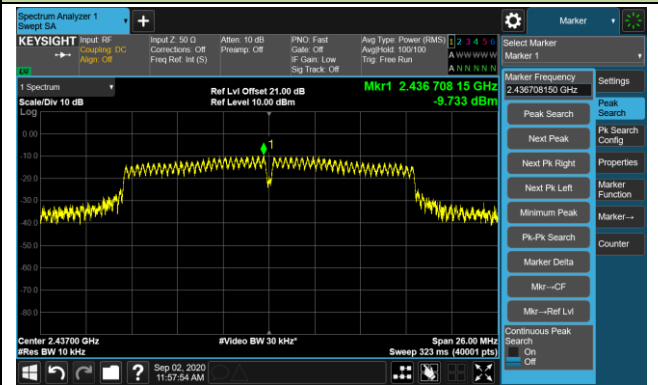 Spectrum Analyzer 1
Swept SA
Marker
KEYSIGHT
Input: RF
Coupling: DC
Align: Off
Input Z: 50 Ω
Corrections: Off
Freq Ref: Int (S)
Atten: 10 dB
Preamp: Off
PNO: Fast
Gate: Off
IF Gain: Low
Sig Track: Off
Avg Type: Power (RMS)
Avg|Hold: 100/100
Trig: Free Run
1 2 3 4 5 6
A W W W W W
A N N N N N
Select Marker
Marker 1
1 Spectrum
Scale/Div 10 dB
Ref Lvl Offset 21.00 dB
Ref Level 10.00 dBm
Mkr1 2.436 708 15 GHz
-9.733 dBm
Log
0.00
-10.0
-20.0
-30.0
-40.0
-50.0
-60.0
-70.0
-80.0
1
Center 2.43700 GHz
#Res BW 10 kHz
#Video BW 30 kHz*
Span 26.00 MHz
Sweep 323 ms (40001 pts)
Marker Frequency
2.436708150 GHz
Peak Search
Next Peak
Next Pk Right
Next Pk Left
Minimum Peak
Pk-Pk Search
Marker Delta
Mkr→CF
Mkr→Ref Lvl
Continuous Peak
Search
On
Off
Settings
Peak
Search
Pk Search
Config
Properties
Marker
Function
Marker→
Counter
Sep 02, 2020
11:57:54 AM